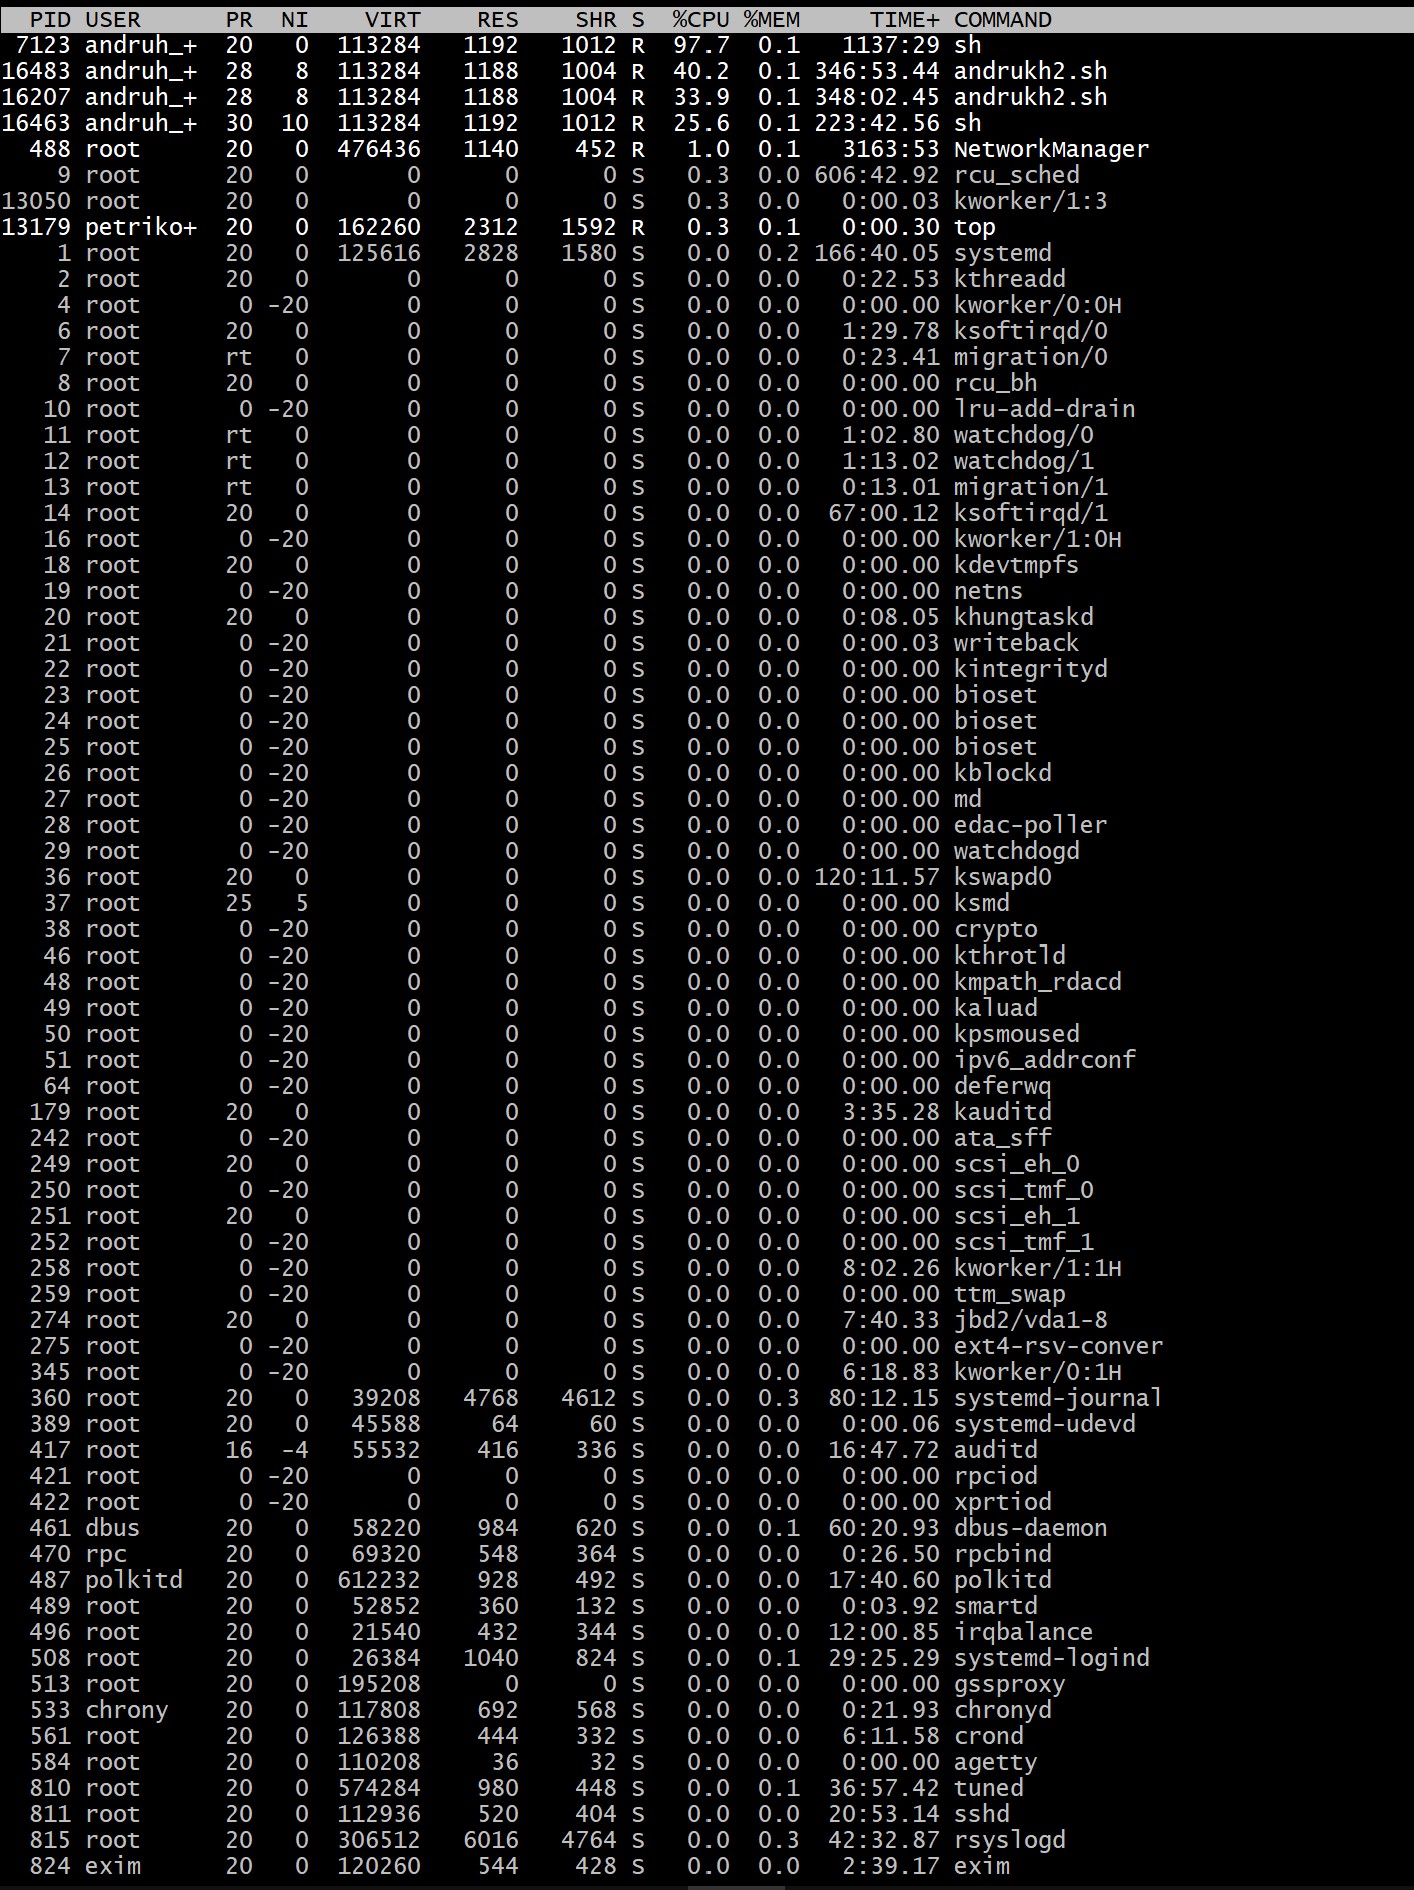 PID USER PR NI VIRT RES SHR S %CPU %MEM TIME+ COMMAND
7123 andruh_+ 20 0 113284 1192 1012 R 97.7 0.1 1137:29 sh
16483 andruh_+ 28 8 113284 1188 1004 R 40.2 0.1 346:53.44 andrukh2.sh
16207 andruh_+ 28 8 113284 1188 1004 R 33.9 0.1 348:02.45 andrukh2.sh
16463 andruh_+ 30 10 113284 1192 1012 R 25.6 0.1 223:42.56 sh
488 root 20 0 476436 1140 452 R 1.0 0.1 3163:53 NetworkManager
9 root 20 0 0 0 0 S 0.3 0.0 606:42.92 rcu_sched
13050 root 20 0 0 0 0 S 0.3 0.0 0:00.03 kworker/1:3
13179 petriko+ 20 0 162260 2312 1592 R 0.3 0.1 0:00.30 top
1 root 20 0 125616 2828 1580 S 0.0 0.2 166:40.05 systemd
2 root 20 0 0 0 0 S 0.0 0.0 0:22.53 kthreadd
4 root 0 -20 0 0 0 S 0.0 0.0 0:00.00 kworker/0:0H
6 root 20 0 0 0 0 S 0.0 0.0 1:29.78 ksoftirqd/0
7 root rt 0 0 0 0 S 0.0 0.0 0:23.41 migration/0
8 root 20 0 0 0 0 S 0.0 0.0 0:00.00 rcu_bh
10 root 0 -20 0 0 0 S 0.0 0.0 0:00.00 lru-add-drain
11 root rt 0 0 0 0 S 0.0 0.0 1:02.80 watchdog/0
12 root rt 0 0 0 0 S 0.0 0.0 1:13.02 watchdog/1
13 root rt 0 0 0 0 S 0.0 0.0 0:13.01 migration/1
14 root 20 0 0 0 0 S 0.0 0.0 67:00.12 ksoftirqd/1
16 root 0 -20 0 0 0 S 0.0 0.0 0:00.00 kworker/1:0H
18 root 20 0 0 0 0 S 0.0 0.0 0:00.00 kdevtmpfs
19 root 0 -20 0 0 0 S 0.0 0.0 0:00.00 netns
20 root 20 0 0 0 0 S 0.0 0.0 0:08.05 khungtaskd
21 root 0 -20 0 0 0 S 0.0 0.0 0:00.03 writeback
22 root 0 -20 0 0 0 S 0.0 0.0 0:00.00 kintegrityd
23 root 0 -20 0 0 0 S 0.0 0.0 0:00.00 bioset
24 root 0 -20 0 0 0 S 0.0 0.0 0:00.00 bioset
25 root 0 -20 0 0 0 S 0.0 0.0 0:00.00 bioset
26 root 0 -20 0 0 0 S 0.0 0.0 0:00.00 kblockd
27 root 0 -20 0 0 0 S 0.0 0.0 0:00.00 md
28 root 0 -20 0 0 0 S 0.0 0.0 0:00.00 edac-poller
29 root 0 -20 0 0 0 S 0.0 0.0 0:00.00 watchdogd
36 root 20 0 0 0 0 S 0.0 0.0 120:11.57 kswapd0
37 root 25 5 0 0 0 S 0.0 0.0 0:00.00 ksmd
38 root 0 -20 0 0 0 S 0.0 0.0 0:00.00 crypto
46 root 0 -20 0 0 0 S 0.0 0.0 0:00.00 kthrotld
48 root 0 -20 0 0 0 S 0.0 0.0 0:00.00 kmpath_rdacd
49 root 0 -20 0 0 0 S 0.0 0.0 0:00.00 kaluad
50 root 0 -20 0 0 0 S 0.0 0.0 0:00.00 kpsmoused
51 root 0 -20 0 0 0 S 0.0 0.0 0:00.00 ipv6_addrconf
64 root 0 -20 0 0 0 S 0.0 0.0 0:00.00 deferwq
179 root 20 0 0 0 0 S 0.0 0.0 3:35.28 kauditd
242 root 0 -20 0 0 0 S 0.0 0.0 0:00.00 ata_sff
249 root 20 0 0 0 0 S 0.0 0.0 0:00.00 scsi_eh_0
250 root 0 -20 0 0 0 S 0.0 0.0 0:00.00 scsi_tmf_0
251 root 20 0 0 0 0 S 0.0 0.0 0:00.00 scsi_eh_1
252 root 0 -20 0 0 0 S 0.0 0.0 0:00.00 scsi_tmf_1
258 root 0 -20 0 0 0 S 0.0 0.0 8:02.26 kworker/1:1H
259 root 0 -20 0 0 0 S 0.0 0.0 0:00.00 ttm_swap
274 root 20 0 0 0 0 S 0.0 0.0 7:40.33 jbd2/vda1-8
275 root 0 -20 0 0 0 S 0.0 0.0 0:00.00 ext4-rsv-conver
345 root 0 -20 0 0 0 S 0.0 0.0 6:18.83 kworker/0:1H
360 root 20 0 39208 4768 4612 S 0.0 0.3 80:12.15 systemd-journal
389 root 20 0 45588 64 60 S 0.0 0.0 0:00.06 systemd-udevd
417 root 16 -4 55532 416 336 S 0.0 0.0 16:47.72 auditd
421 root 0 -20 0 0 0 S 0.0 0.0 0:00.00 rpciod
422 root 0 -20 0 0 0 S 0.0 0.0 0:00.00 xprtiod
461 dbus 20 0 58220 984 620 S 0.0 0.1 60:20.93 dbus-daemon
470 rpc 20 0 69320 548 364 S 0.0 0.0 0:26.50 rpcbind
487 polkitd 20 0 612232 928 492 S 0.0 0.0 17:40.60 polkitd
489 root 20 0 52852 360 132 S 0.0 0.0 0:03.92 smartd
496 root 20 0 21540 432 344 S 0.0 0.0 12:00.85 irqbalance
508 root 20 0 26384 1040 824 S 0.0 0.1 29:25.29 systemd-logind
513 root 20 0 195208 0 0 S 0.0 0.0 0:00.00 gssproxy
533 chrony 20 0 117808 692 568 S 0.0 0.0 0:21.93 chronyd
561 root 20 0 126388 444 332 S 0.0 0.0 6:11.58 crond
584 root 20 0 110208 36 32 S 0.0 0.0 0:00.00 agetty
810 root 20 0 574284 980 448 S 0.0 0.1 36:57.42 tuned
811 root 20 0 112936 520 404 S 0.0 0.0 20:53.14 sshd
815 root 20 0 306512 6016 4764 S 0.0 0.3 42:32.87 rsyslogd
824 exim 20 0 120260 544 428 S 0.0 0.0 2:39.17 exim